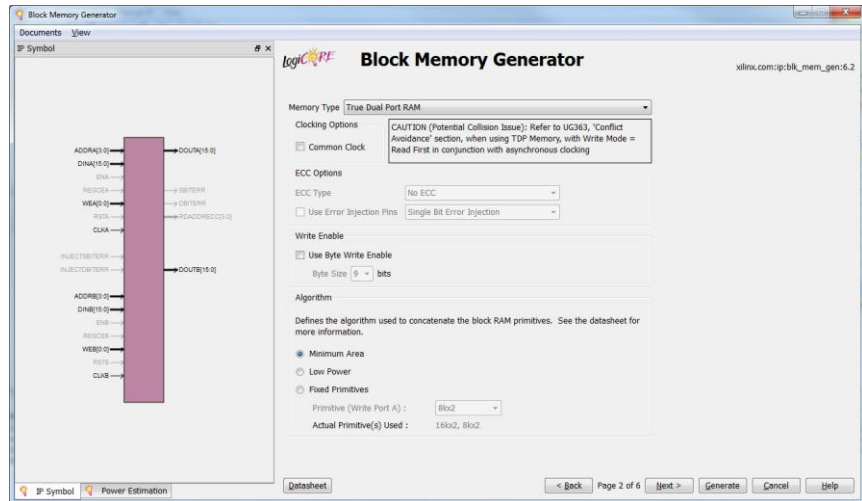 Block Memory Generator
Documents View
IP Symbol
LogiCORE
Block Memory Generator
xilinx.com:ip:blk_mem_gen:6.2
ADDRA[3:0]
DINA[15:0]
ENA
REGCEA
WEA[0:0]
RSTA
CLKA
INJECTSBITERR
INJECTDBITERR
ADDRB[3:0]
DINB[15:0]
ENB
REGCEB
WEB[0:0]
RSTB
CLKB
DOUTA[15:0]
SBITERR
DBITERR
RDADDRECC[3:0]
DOUTB[15:0]
Memory Type True Dual Port RAM
Clocking Options
Common Clock
CAUTION (Potential Collision Issue): Refer to UG363, 'Conflict
Avoidance' section, when using TDP Memory, with Write Mode =
Read First in conjunction with asynchronous clocking
ECC Options
ECC Type No ECC
Use Error Injection Pins Single Bit Error Injection
Write Enable
Use Byte Write Enable
Byte Size 9 bits
Algorithm
Defines the algorithm used to concatenate the block RAM primitives. See the datasheet for
more information.
Minimum Area
Low Power
Fixed Primitives
Primitive (Write Port A) : 8kx2
Actual Primitive(s) Used : 16kx2, 8kx2
IP Symbol Power Estimation
Datasheet < Back Page 2 of 6 Next > Generate Cancel Help